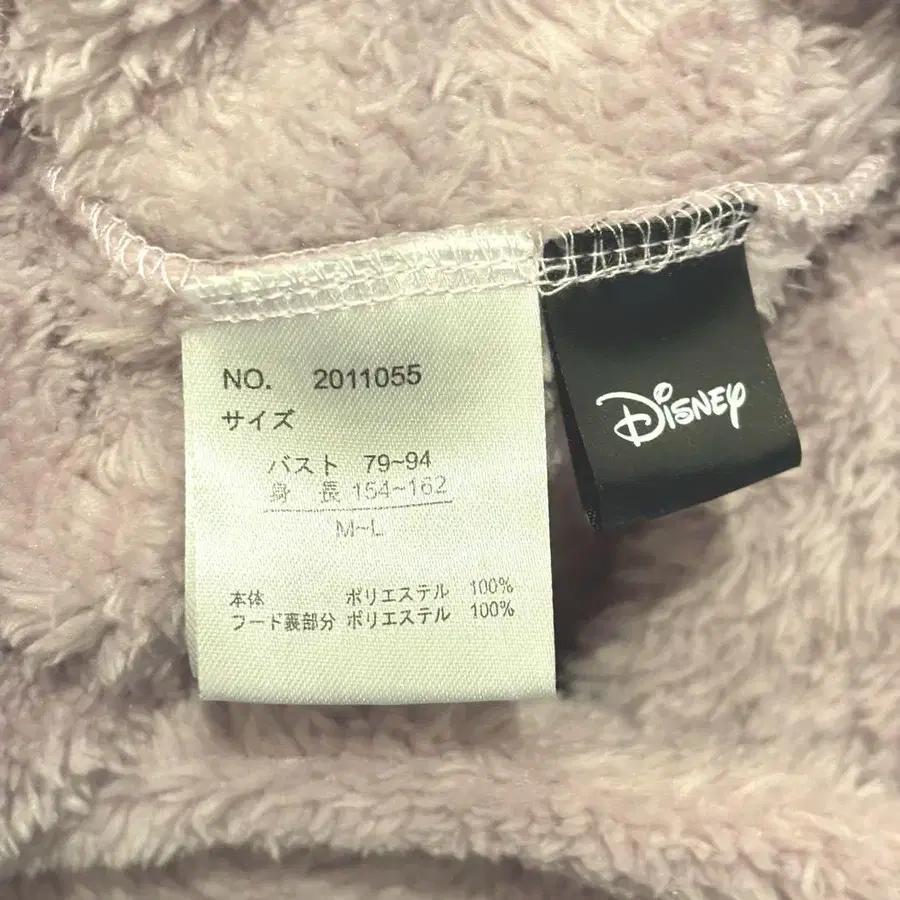 NO. 2011055
サイズ
バスト 79~94
身 長 154~162
M~L
本体 ポリエステル 100%
フード裏部分 ポリエステル 100%
Disney